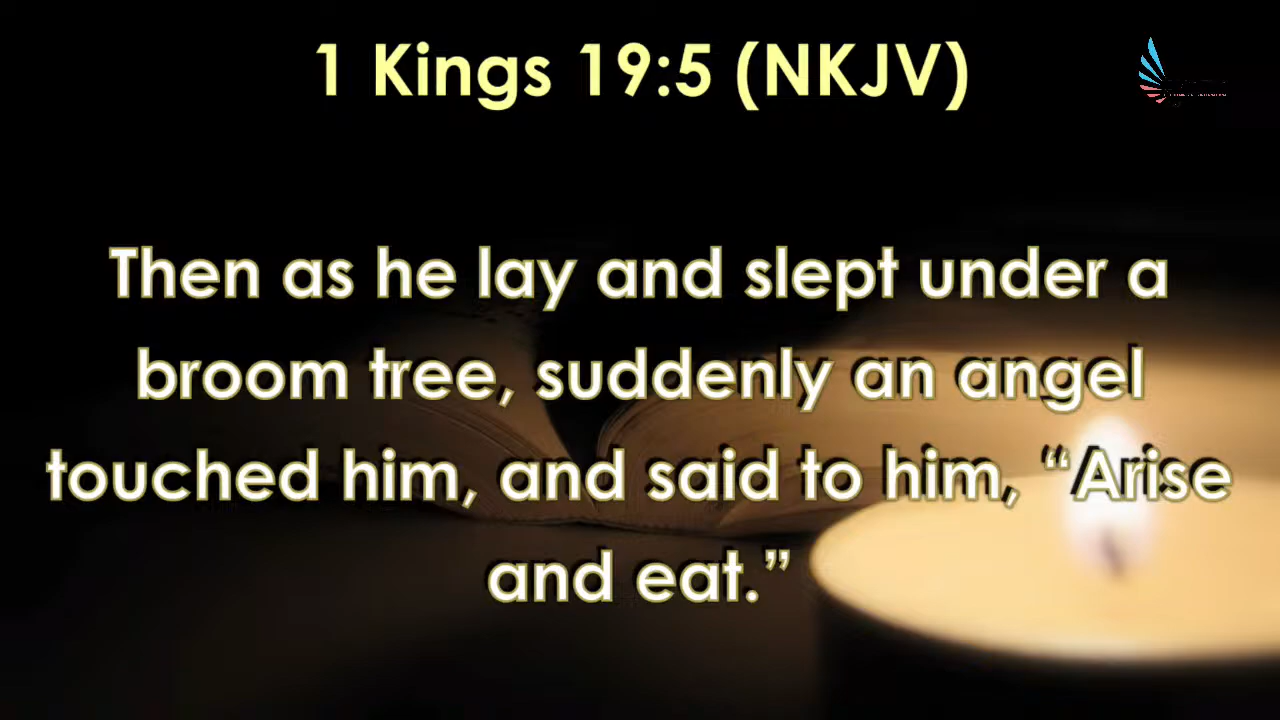 1 Kings 19:5 (NKJV)
Then as he lay and slept under a
broom tree, suddenly an angel
touched him, and said to him, “Arise
and eat.”